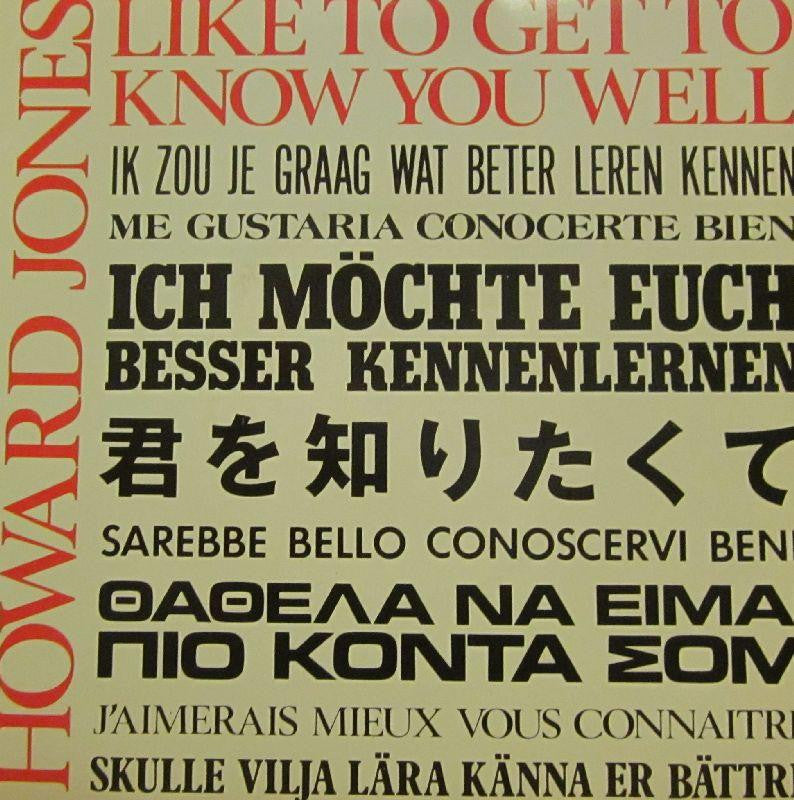 HOWARD JONES
LIKE TO GET TO
KNOW YOU WELL
IK ZOU JE GRAAG WAT BETER LEREN KENNEN
ME GUSTARIA CONOCERTE BIEN
ICH MÖCHTE EUCH
BESSER KENNENLERNEN
君を知りたくて
SAREBBE BELLO CONOSCERVI BENE
ΘΑΘΕΛΑ ΝΑ ΕΙΜΑ
ΠΙΟ ΚΟΝΤΑ ΣΟΜ
J'AIMERAIS MIEUX VOUS CONNAITRE
SKULLE VILJA LÄRA KÄNNA ER BÄTTRE